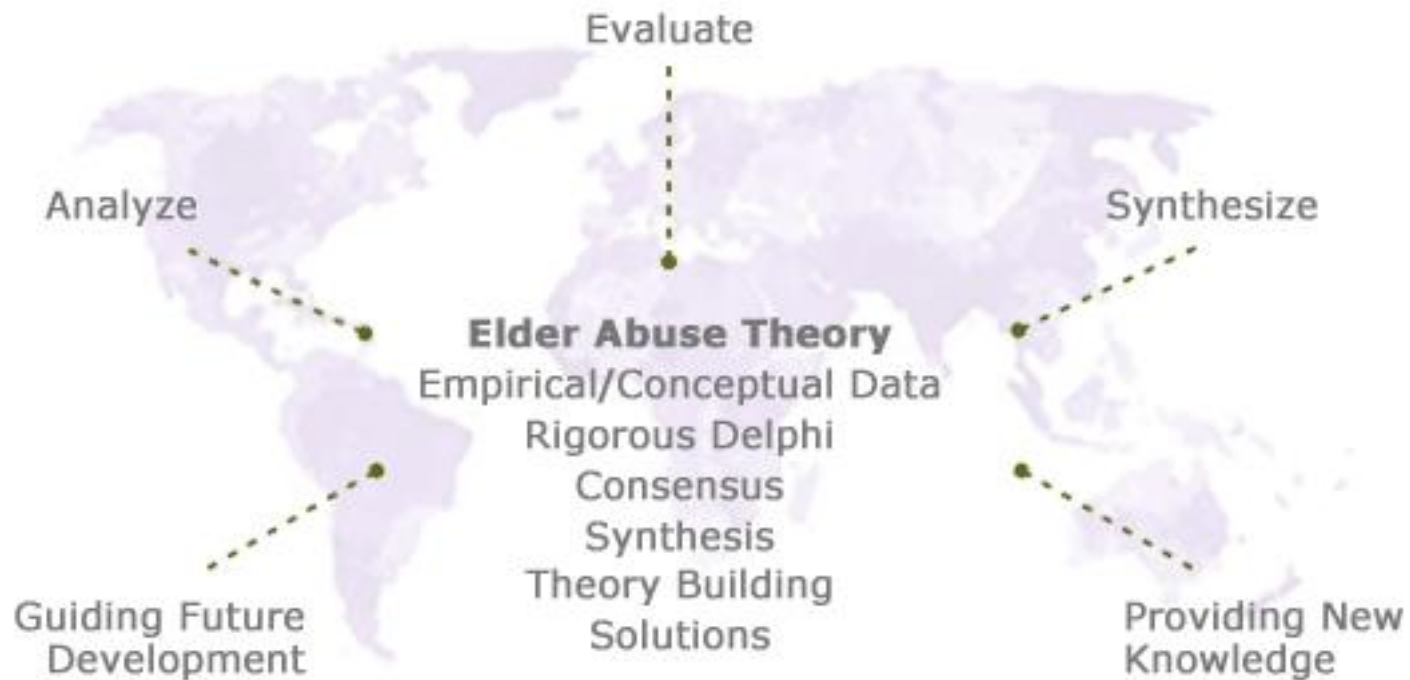 Evaluate
Analyze
Synthesize
Elder Abuse Theory
Empirical/Conceptual Data
Rigorous Delphi
Consensus
Synthesis
Theory Building
Solutions
Guiding Future
Development
Providing New
Knowledge